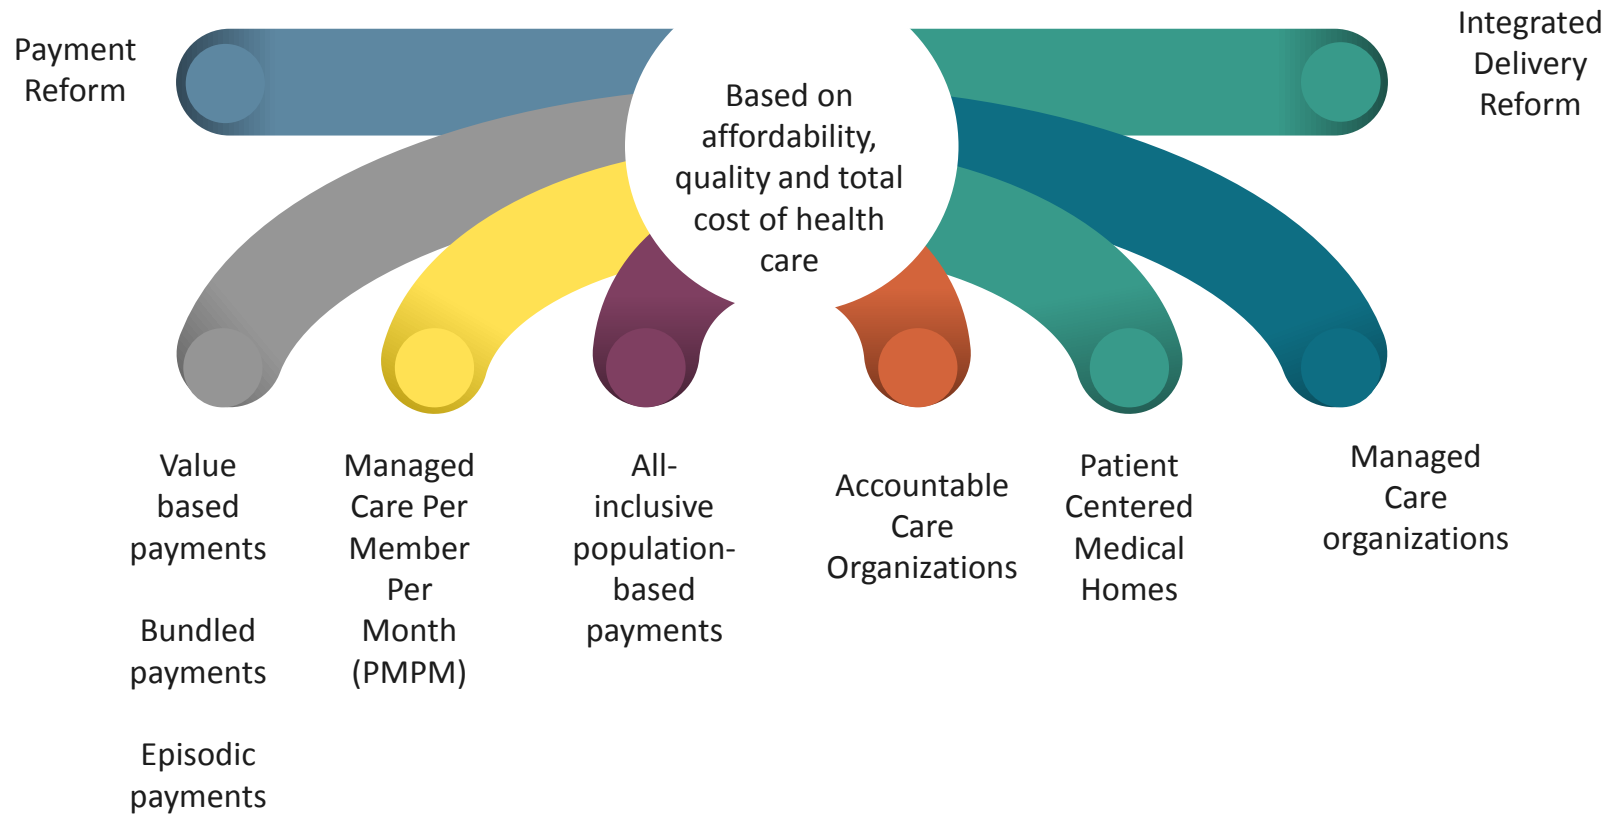 Payment
Reform
Based on
affordability,
quality and total
cost of health
care
Integrated
Delivery
Reform
Value
based
payments
Bundled
payments
Episodic
payments
Managed
Care Per
Member
Per
Month
(PMPM)
All-
inclusive
population-
based
payments
Accountable
Care
Organizations
Patient
Centered
Medical
Homes
Managed
Care
organizations